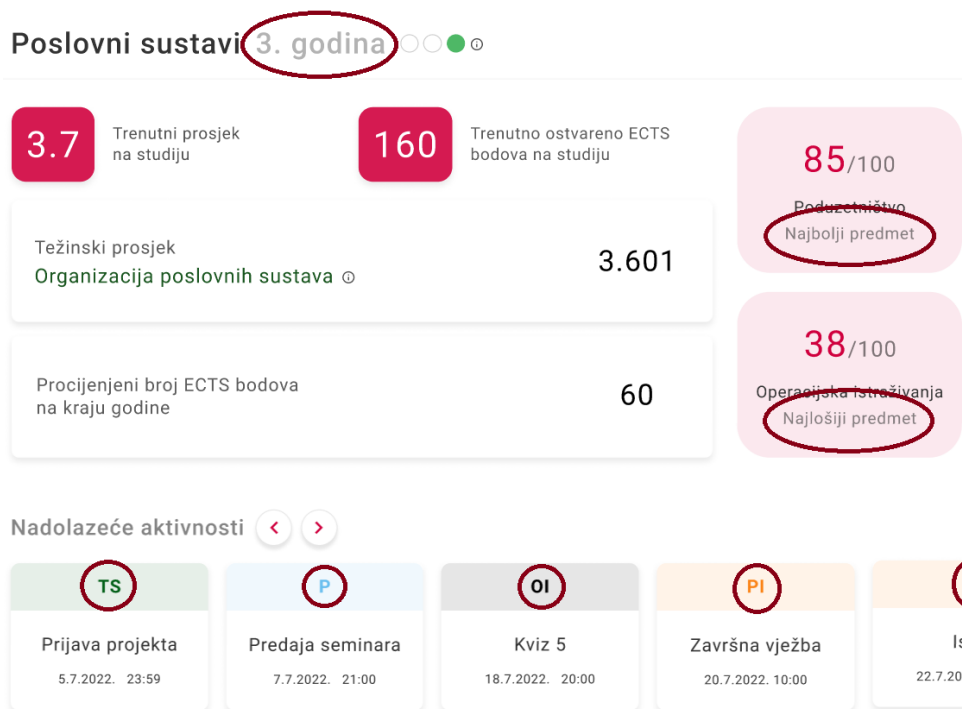 Poslovni sustavi 3. godina
3.7
Trenutni prosjek
na studiju
160
Trenutno ostvareno ECTS
bodova na studiju
85/100
Poduzetništvo
Najbolji predmet
Težinski prosjek
Organizacija poslovnih sustava
3.601
38/100
Operacijska istraživanja
Najlošiji predmet
Procijenjeni broj ECTS bodova
na kraju godine
60
Nadolazeće aktivnosti
TS
Prijava projekta
5.7.2022. 23:59
P
Predaja seminara
7.7.2022. 21:00
OI
Kviz 5
18.7.2022. 20:00
PI
Završna vježba
20.7.2022. 10:00